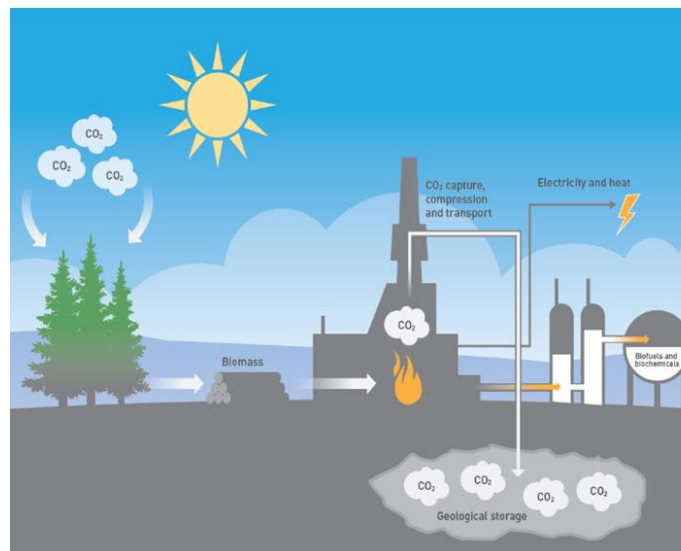 CO₂
CO₂
CO₂
CO₂ capture,
compression
and transport
Electricity and heat
CO₂
Biomass
Biofuels and
biochemicals
CO₂
CO₂
CO₂
CO₂
Geological storage